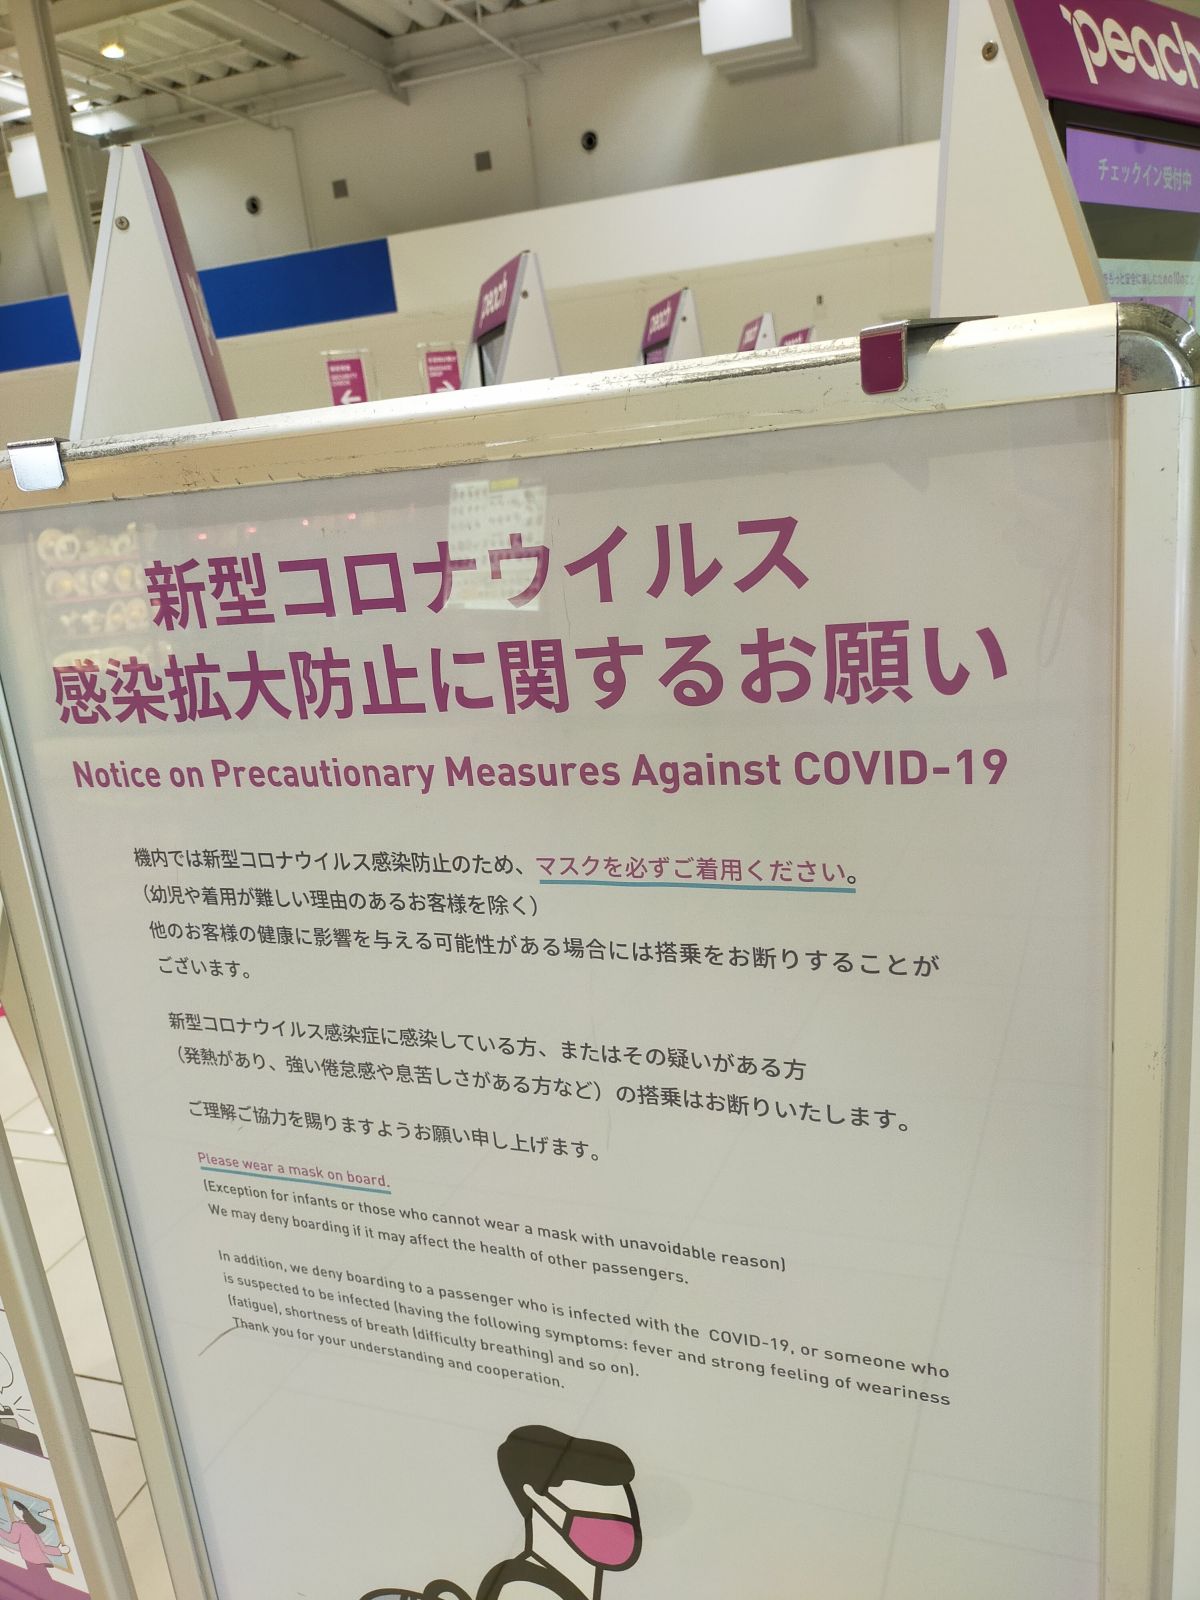 peach
チェックイン受付中
peach
peach
SECURITY CHECK
新型コロナウイルス
感染拡大防止に関するお願い
Notice on Precautionary Measures Against COVID-19
機内では新型コロナウイルス感染防止のため、マスクを必ずご着用ください。
（幼児や着用が難しい理由のあるお客様を除く）
他のお客様の健康に影響を与える可能性がある場合には搭乗をお断りすることが
ございます。
新型コロナウイルス感染症に感染している方、またはその疑いがある方
（発熱があり、強い倦怠感や息苦しさがある方など）の搭乗はお断りいたします。
ご理解ご協力を賜りますようお願い申し上げます。
Please wear a mask on board.
(Exception for infants or those who cannot wear a mask with unavoidable reason)
We may deny boarding if it may affect the health of other passengers.
In addition, we deny boarding to a passenger who is infected with the COVID-19, or someone who
is suspected to be infected (having the following symptoms: fever and strong feeling of weariness
(fatigue), shortness of breath (difficulty breathing) and so on).
Thank you for your understanding and cooperation.